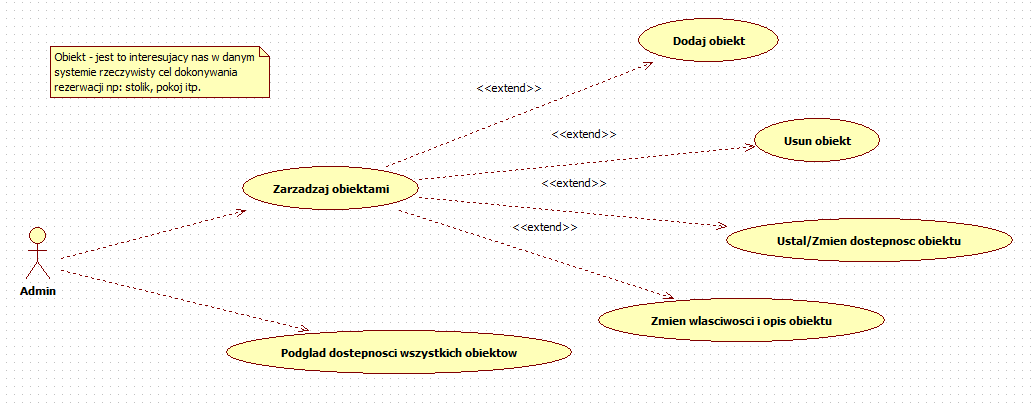 Dodaj obiekt
Obiekt - jest to interesujacy nas w danym
systemie rzeczywisty cel dokonywania
rezerwacji np: stolik, pokoj itp.
<<extend>>
<<extend>>
Usun obiekt
<<extend>>
Zarzadzaj obiektami
<<extend>>
Ustal/Zmien dostepnosc obiektu
Admin
Zmien wlasciwosci i opis obiektu
Podglad dostepnosci wszystkich obiektow